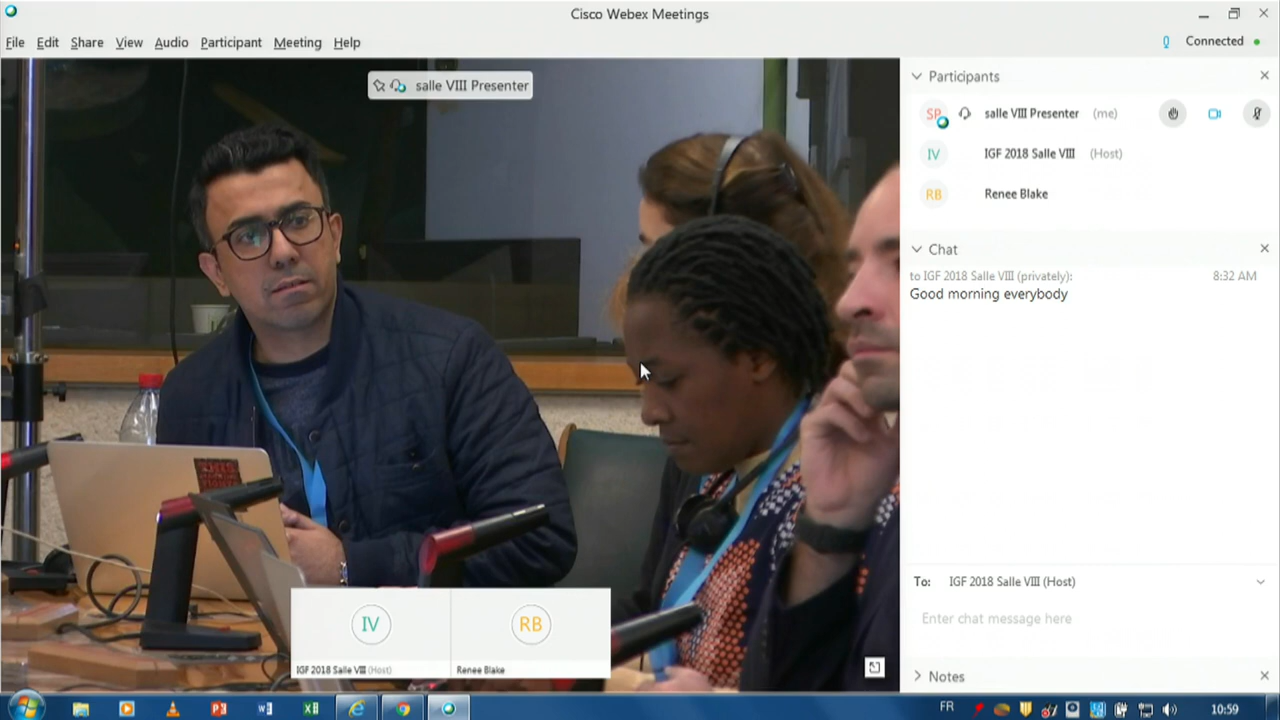 Cisco Webex Meetings
File Edit Share View Audio Participant Meeting Help
Connected
salle VIII Presenter
Participants
SP salle VIII Presenter (me)
IV IGF 2018 Salle VIII (Host)
RB Renee Blake
Chat
to IGF 2018 Salle VIII (privately): 8:32 AM
Good morning everybody
To: IGF 2018 Salle VIII (Host)
Enter chat message here
Notes
IV RB
IGF 2018 Salle VIII (Host) Renee Blake
FR 10:59